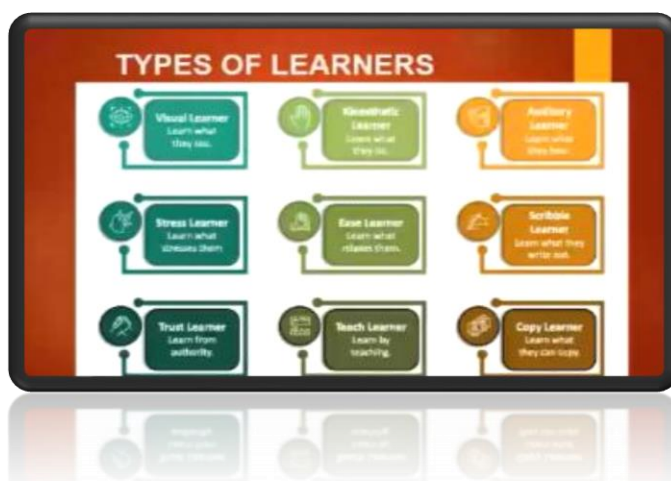 TYPES OF LEARNERS
Visual Learner
Learn what
they see.
Kinesthetic
Learner
Learn what
they do.
Auditory
Learner
Learn what
they hear.
Stress Learner
Learn what
stresses them
Ease Learner
Learn what
relaxes them.
Scribble
Learner
Learn what they
write out.
Trust Learner
Learn from
authority.
Teach Learner
Learn by
teaching.
Copy Learner
Learn what
they can copy.